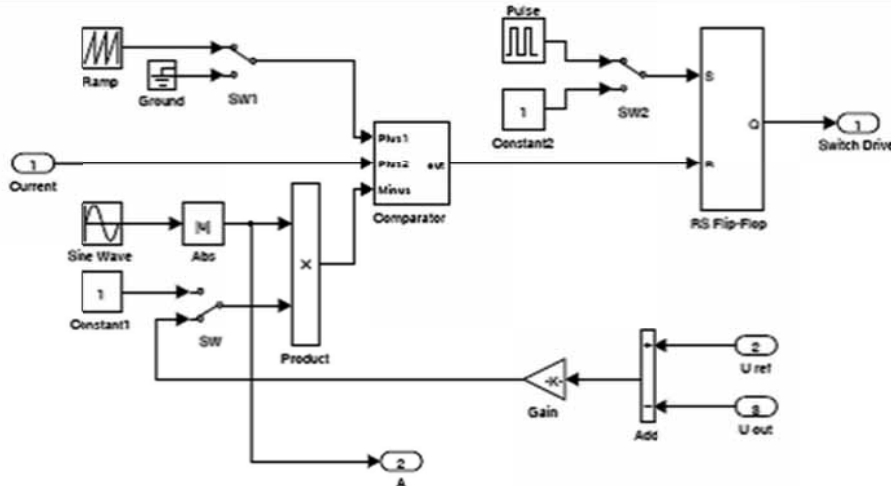 Pulse
Ramp
Ground
SW1
1
Constant2
SW2
S
R
Q
RS Flip-Flop
1
Switch Drive
1
Current
Plus1
Plus2
Minus
out
Comparator
Sine Wave
|u|
Abs
X
Product
1
Constant1
SW
-K-
Gain
+
−
Add
2
U ref
3
U out
2
A